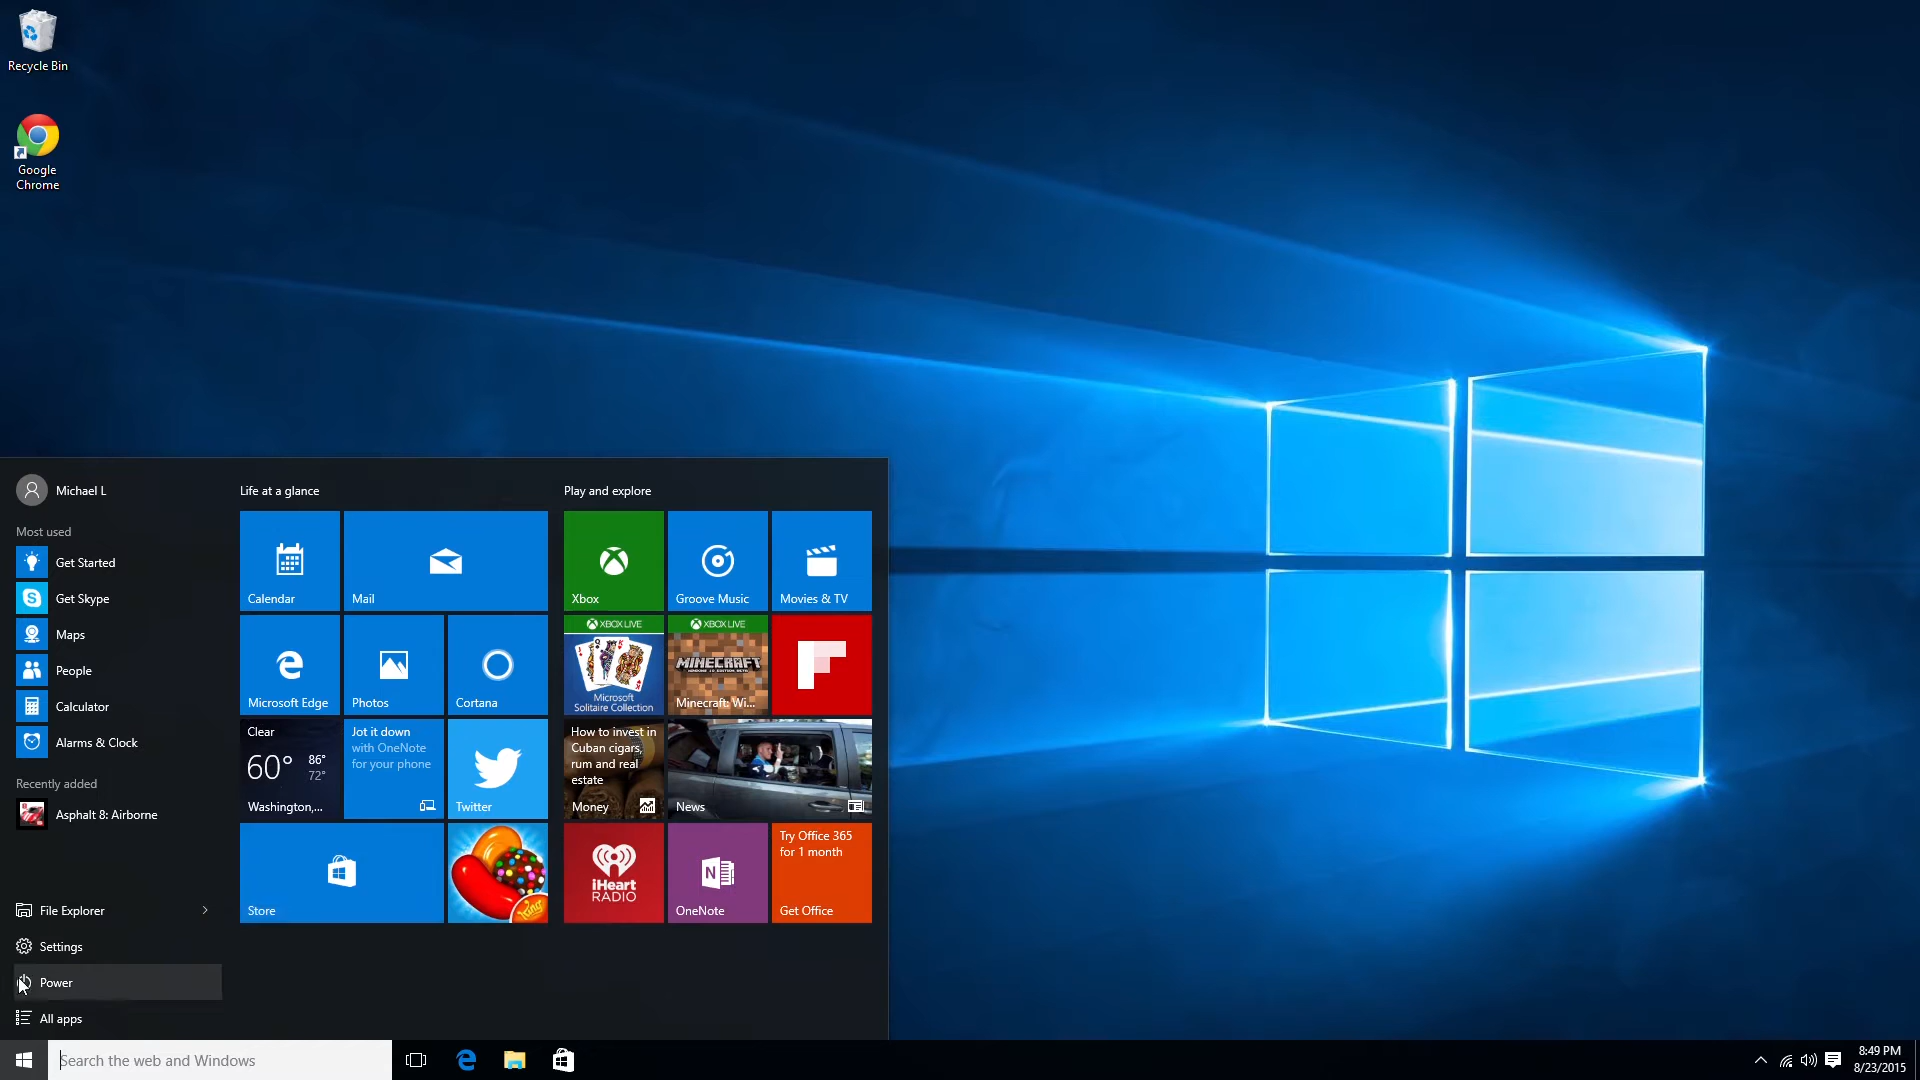 Recycle Bin
Google
Chrome
Michael L
Most used
Get Started
Get Skype
Maps
People
Calculator
Alarms & Clock
Recently added
Asphalt 8: Airborne
File Explorer
Settings
Power
All apps
Life at a glance
Calendar
Mail
Microsoft Edge
Photos
Cortana
Clear
60°
86°
72°
Washington,...
Jot it down
with OneNote
for your phone
Twitter
Store
King
Play and explore
Xbox
Groove Music
Movies & TV
XBOX LIVE
Microsoft
Solitaire Collection
XBOX LIVE
MINECRAFT
WINDOWS 10 EDITION BETA
Minecraft: Wi...
How to invest in
Cuban cigars,
rum and real
estate
Money
News
iHeart
RADIO
N
OneNote
Try Office 365
for 1 month
Get Office
Search the web and Windows
8:49 PM
8/23/2015